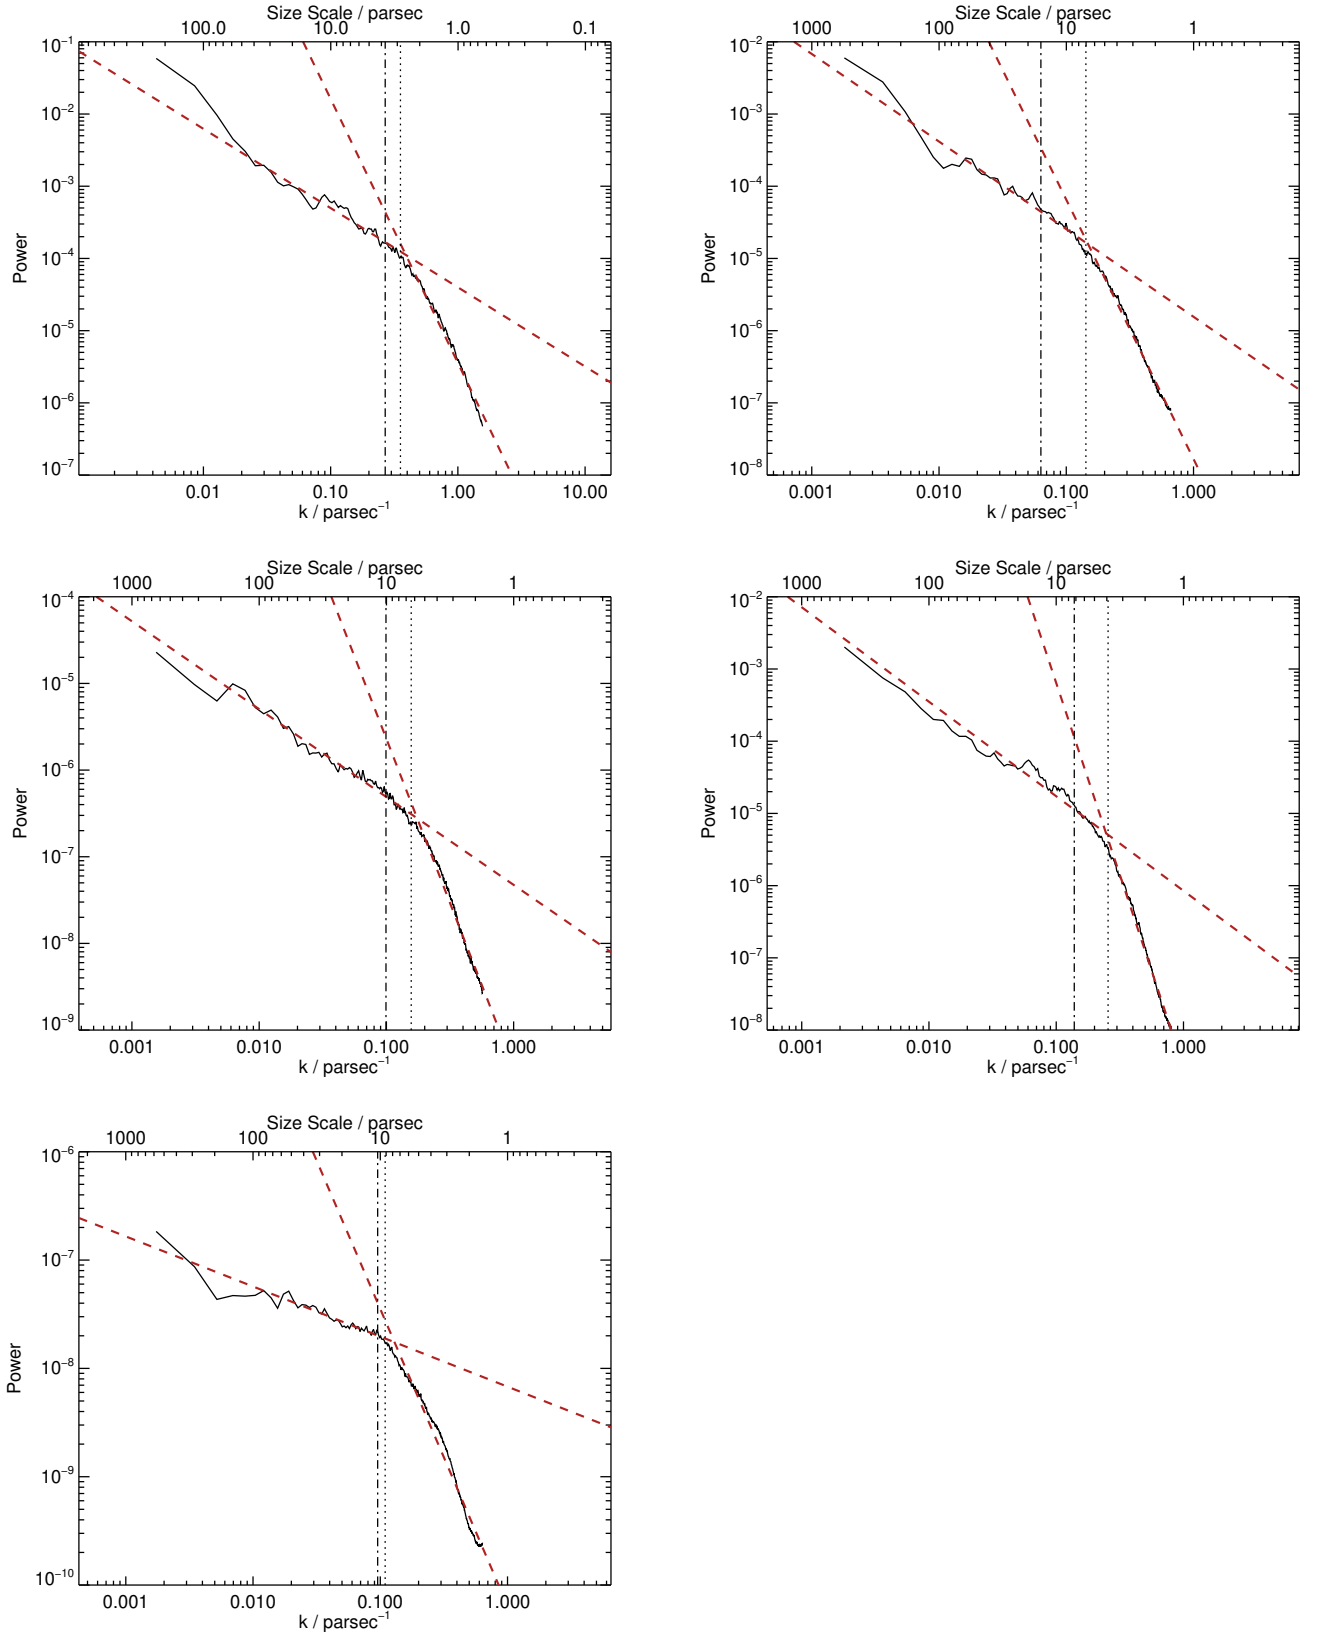 Size Scale / parsec
100.0 10.0 1.0 0.1
10⁻¹
10⁻²
10⁻³
10⁻⁴
10⁻⁵
10⁻⁶
10⁻⁷
Power
0.01 0.10 1.00 10.00
k / parsec⁻¹
Size Scale / parsec
1000 100 10 1
10⁻²
10⁻³
10⁻⁴
10⁻⁵
10⁻⁶
10⁻⁷
10⁻⁸
Power
0.001 0.010 0.100 1.000
k / parsec⁻¹
Size Scale / parsec
1000 100 10 1
10⁻⁴
10⁻⁵
10⁻⁶
10⁻⁷
10⁻⁸
10⁻⁹
Power
0.001 0.010 0.100 1.000
k / parsec⁻¹
Size Scale / parsec
1000 100 10 1
10⁻²
10⁻³
10⁻⁴
10⁻⁵
10⁻⁶
10⁻⁷
10⁻⁸
Power
0.001 0.010 0.100 1.000
k / parsec⁻¹
Size Scale / parsec
1000 100 10 1
10⁻⁶
10⁻⁷
10⁻⁸
10⁻⁹
10⁻¹⁰
Power
0.001 0.010 0.100 1.000
k / parsec⁻¹